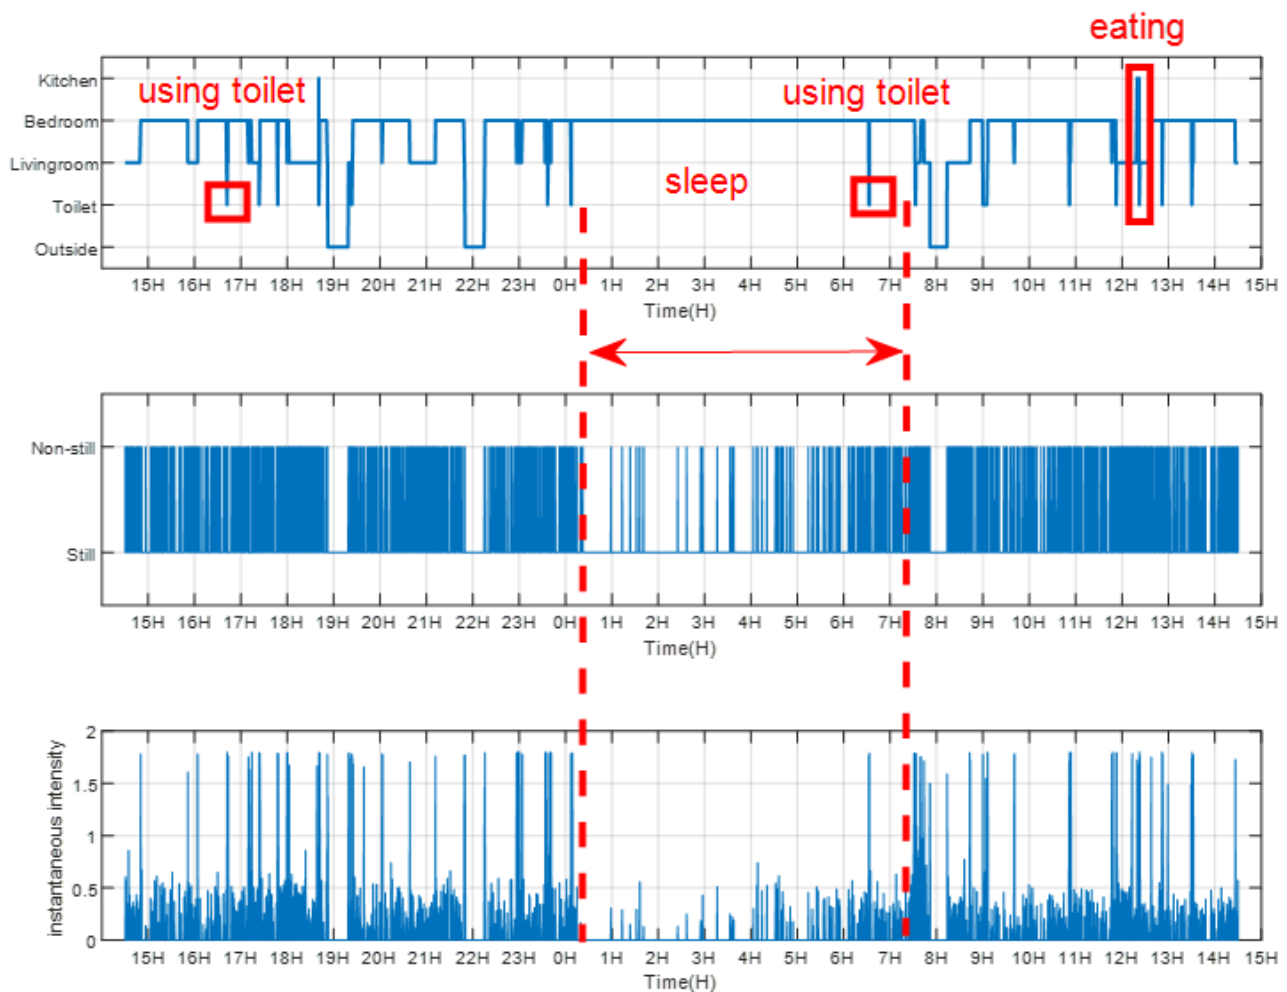 eating
using toilet
using toilet
sleep
Kitchen
Bedroom
Livingroom
Toilet
Outside
15H 16H 17H 18H 19H 20H 21H 22H 23H 0H 1H 2H 3H 4H 5H 6H 7H 8H 9H 10H 11H 12H 13H 14H 15H
Time(H)
Non-still
Still
15H 16H 17H 18H 19H 20H 21H 22H 23H 0H 1H 2H 3H 4H 5H 6H 7H 8H 9H 10H 11H 12H 13H 14H 15H
Time(H)
instantaneous intensity
2
1.5
1
0.5
0
15H 16H 17H 18H 19H 20H 21H 22H 23H 0H 1H 2H 3H 4H 5H 6H 7H 8H 9H 10H 11H 12H 13H 14H 15H
Time(H)